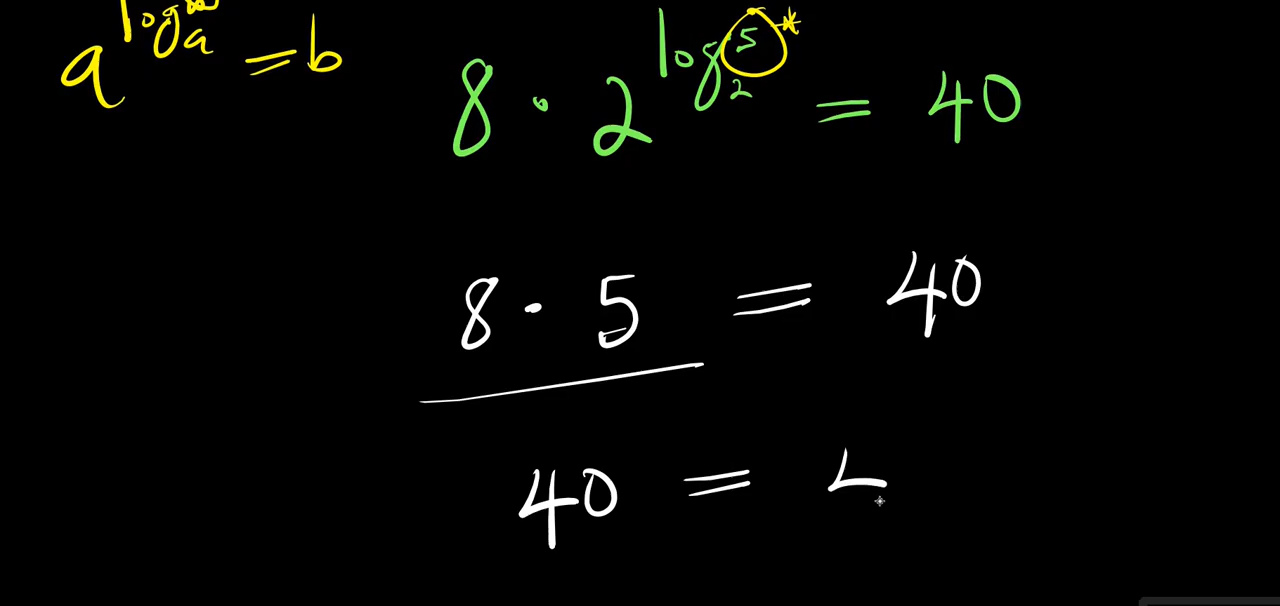 a^{log_a} = b
8 · 2^{log_2 5} * = 40
8 · 5 = 40
40 =